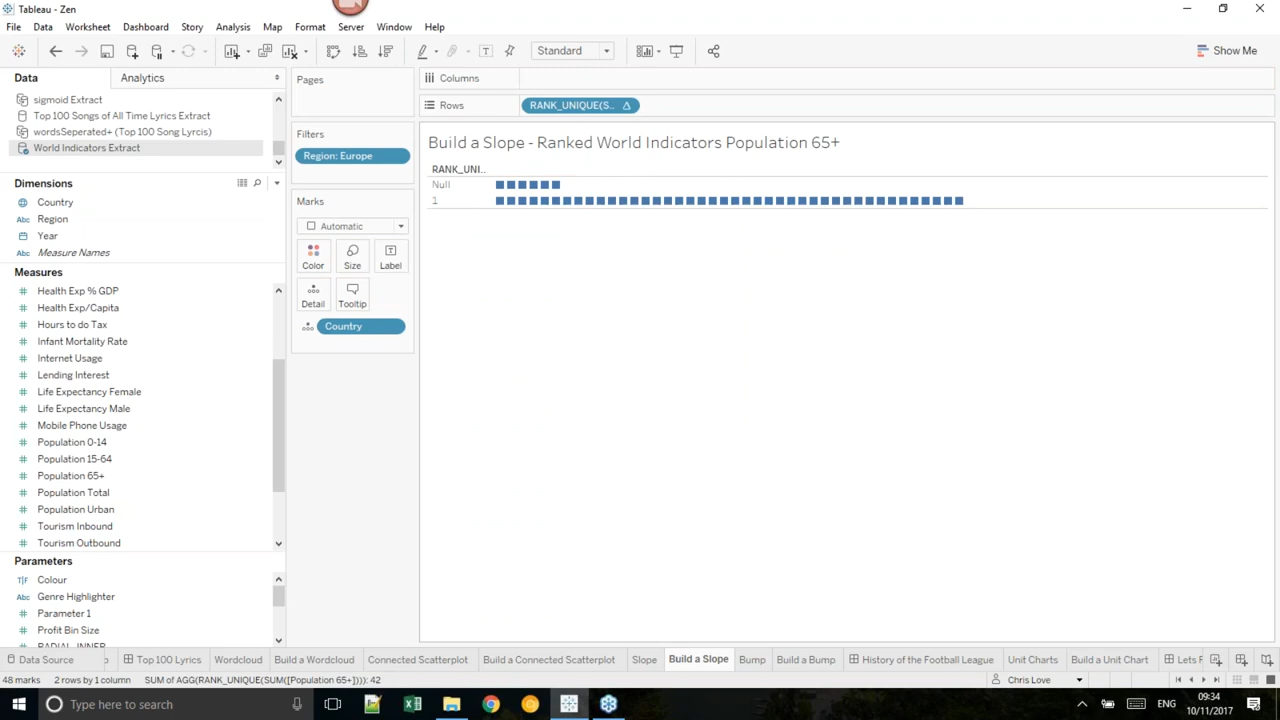 Tableau - Zen
File Data Worksheet Dashboard Story Analysis Map Format Server Window Help
Standard
Show Me
Data Analytics
sigmoid Extract
Top 100 Songs of All Time Lyrics Extract
wordsSeperated+ (Top 100 Song Lyrcis)
World Indicators Extract
Dimensions
Country
Abc Region
Year
Abc Measure Names
Measures
Health Exp % GDP
Health Exp/Capita
Hours to do Tax
Infant Mortality Rate
Internet Usage
Lending Interest
Life Expectancy Female
Life Expectancy Male
Mobile Phone Usage
Population 0-14
Population 15-64
Population 65+
Population Total
Population Urban
Tourism Inbound
Tourism Outbound
Parameters
T|F Colour
Abc Genre Highlighter
Parameter 1
Profit Bin Size
RADIAL_INNER
Pages
Filters
Region: Europe
Marks
Automatic
Color Size Label
Detail Tooltip
Country
Columns
Rows RANK_UNIQUE(S..
Build a Slope - Ranked World Indicators Population 65+
RANK_UNI..
Null
1
Data Source Top 100 Lyrics Wordcloud Build a Wordcloud Connected Scatterplot Build a Connected Scatterplot Slope Build a Slope Bump Build a Bump History of the Football League Unit Charts Build a Unit Chart Lets F
48 marks 2 rows by 1 column SUM of AGG(RANK_UNIQUE(SUM([Population 65+]))): 42 Chris Love
Type here to search
ENG
09:34
10/11/2017